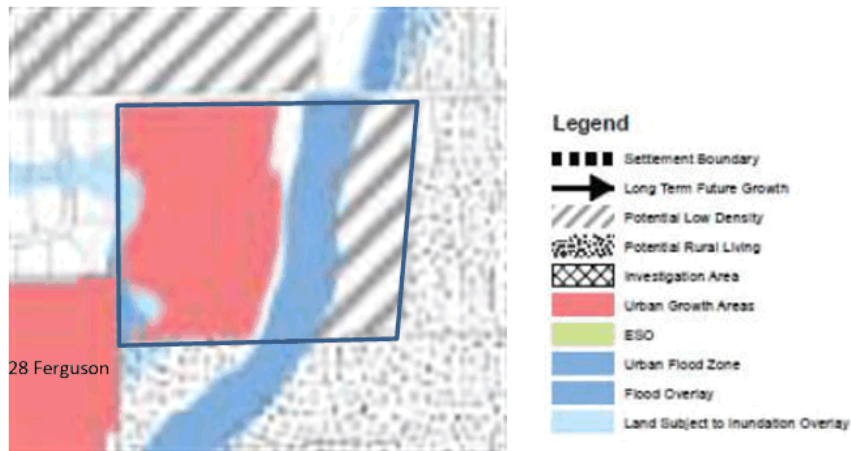 28 Ferguson
Legend
Settlement Boundary
Long Term Future Growth
Potential Low Density
Potential Rural Living
Investigation Area
Urban Growth Areas
ESO
Urban Flood Zone
Flood Overlay
Land Subject to Inundation Overlay